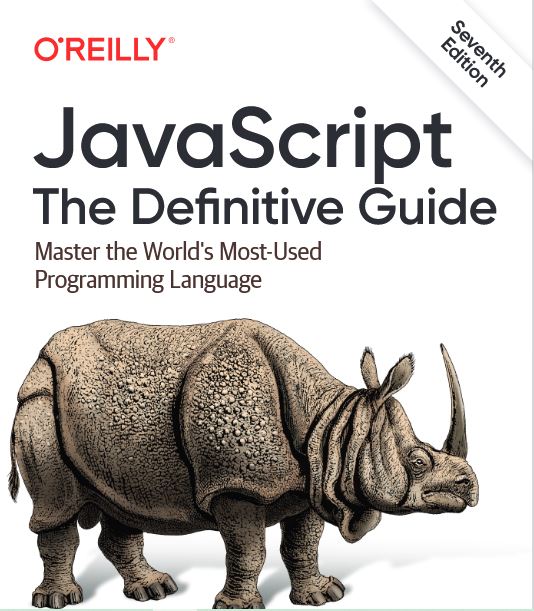 O'REILLY®
Seventh
Edition
JavaScript
The Definitive Guide
Master the World's Most-Used
Programming Language